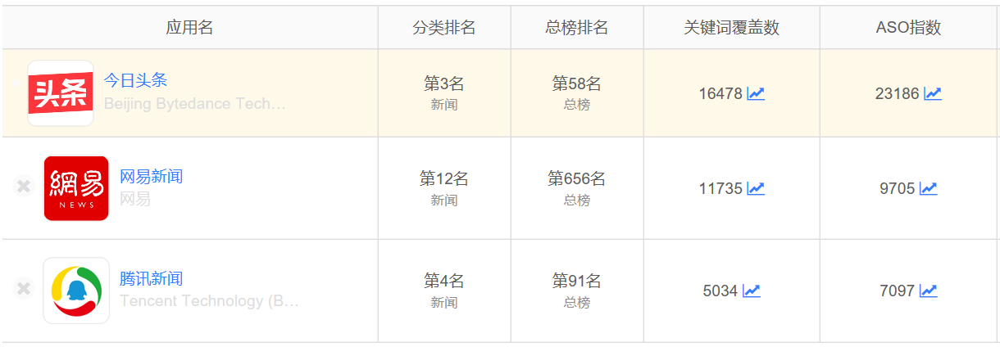 应用名 分类排名 总榜排名 关键词覆盖数 ASO指数
头条 今日头条 第3名 第58名 16478 23186
Beijing Bytedance Tech… 新闻 总榜
網易 网易新闻 第12名 第656名 11735 9705
NEWS 网易 新闻 总榜
腾讯新闻 第4名 第91名 5034 7097
Tencent Technology (B… 新闻 总榜